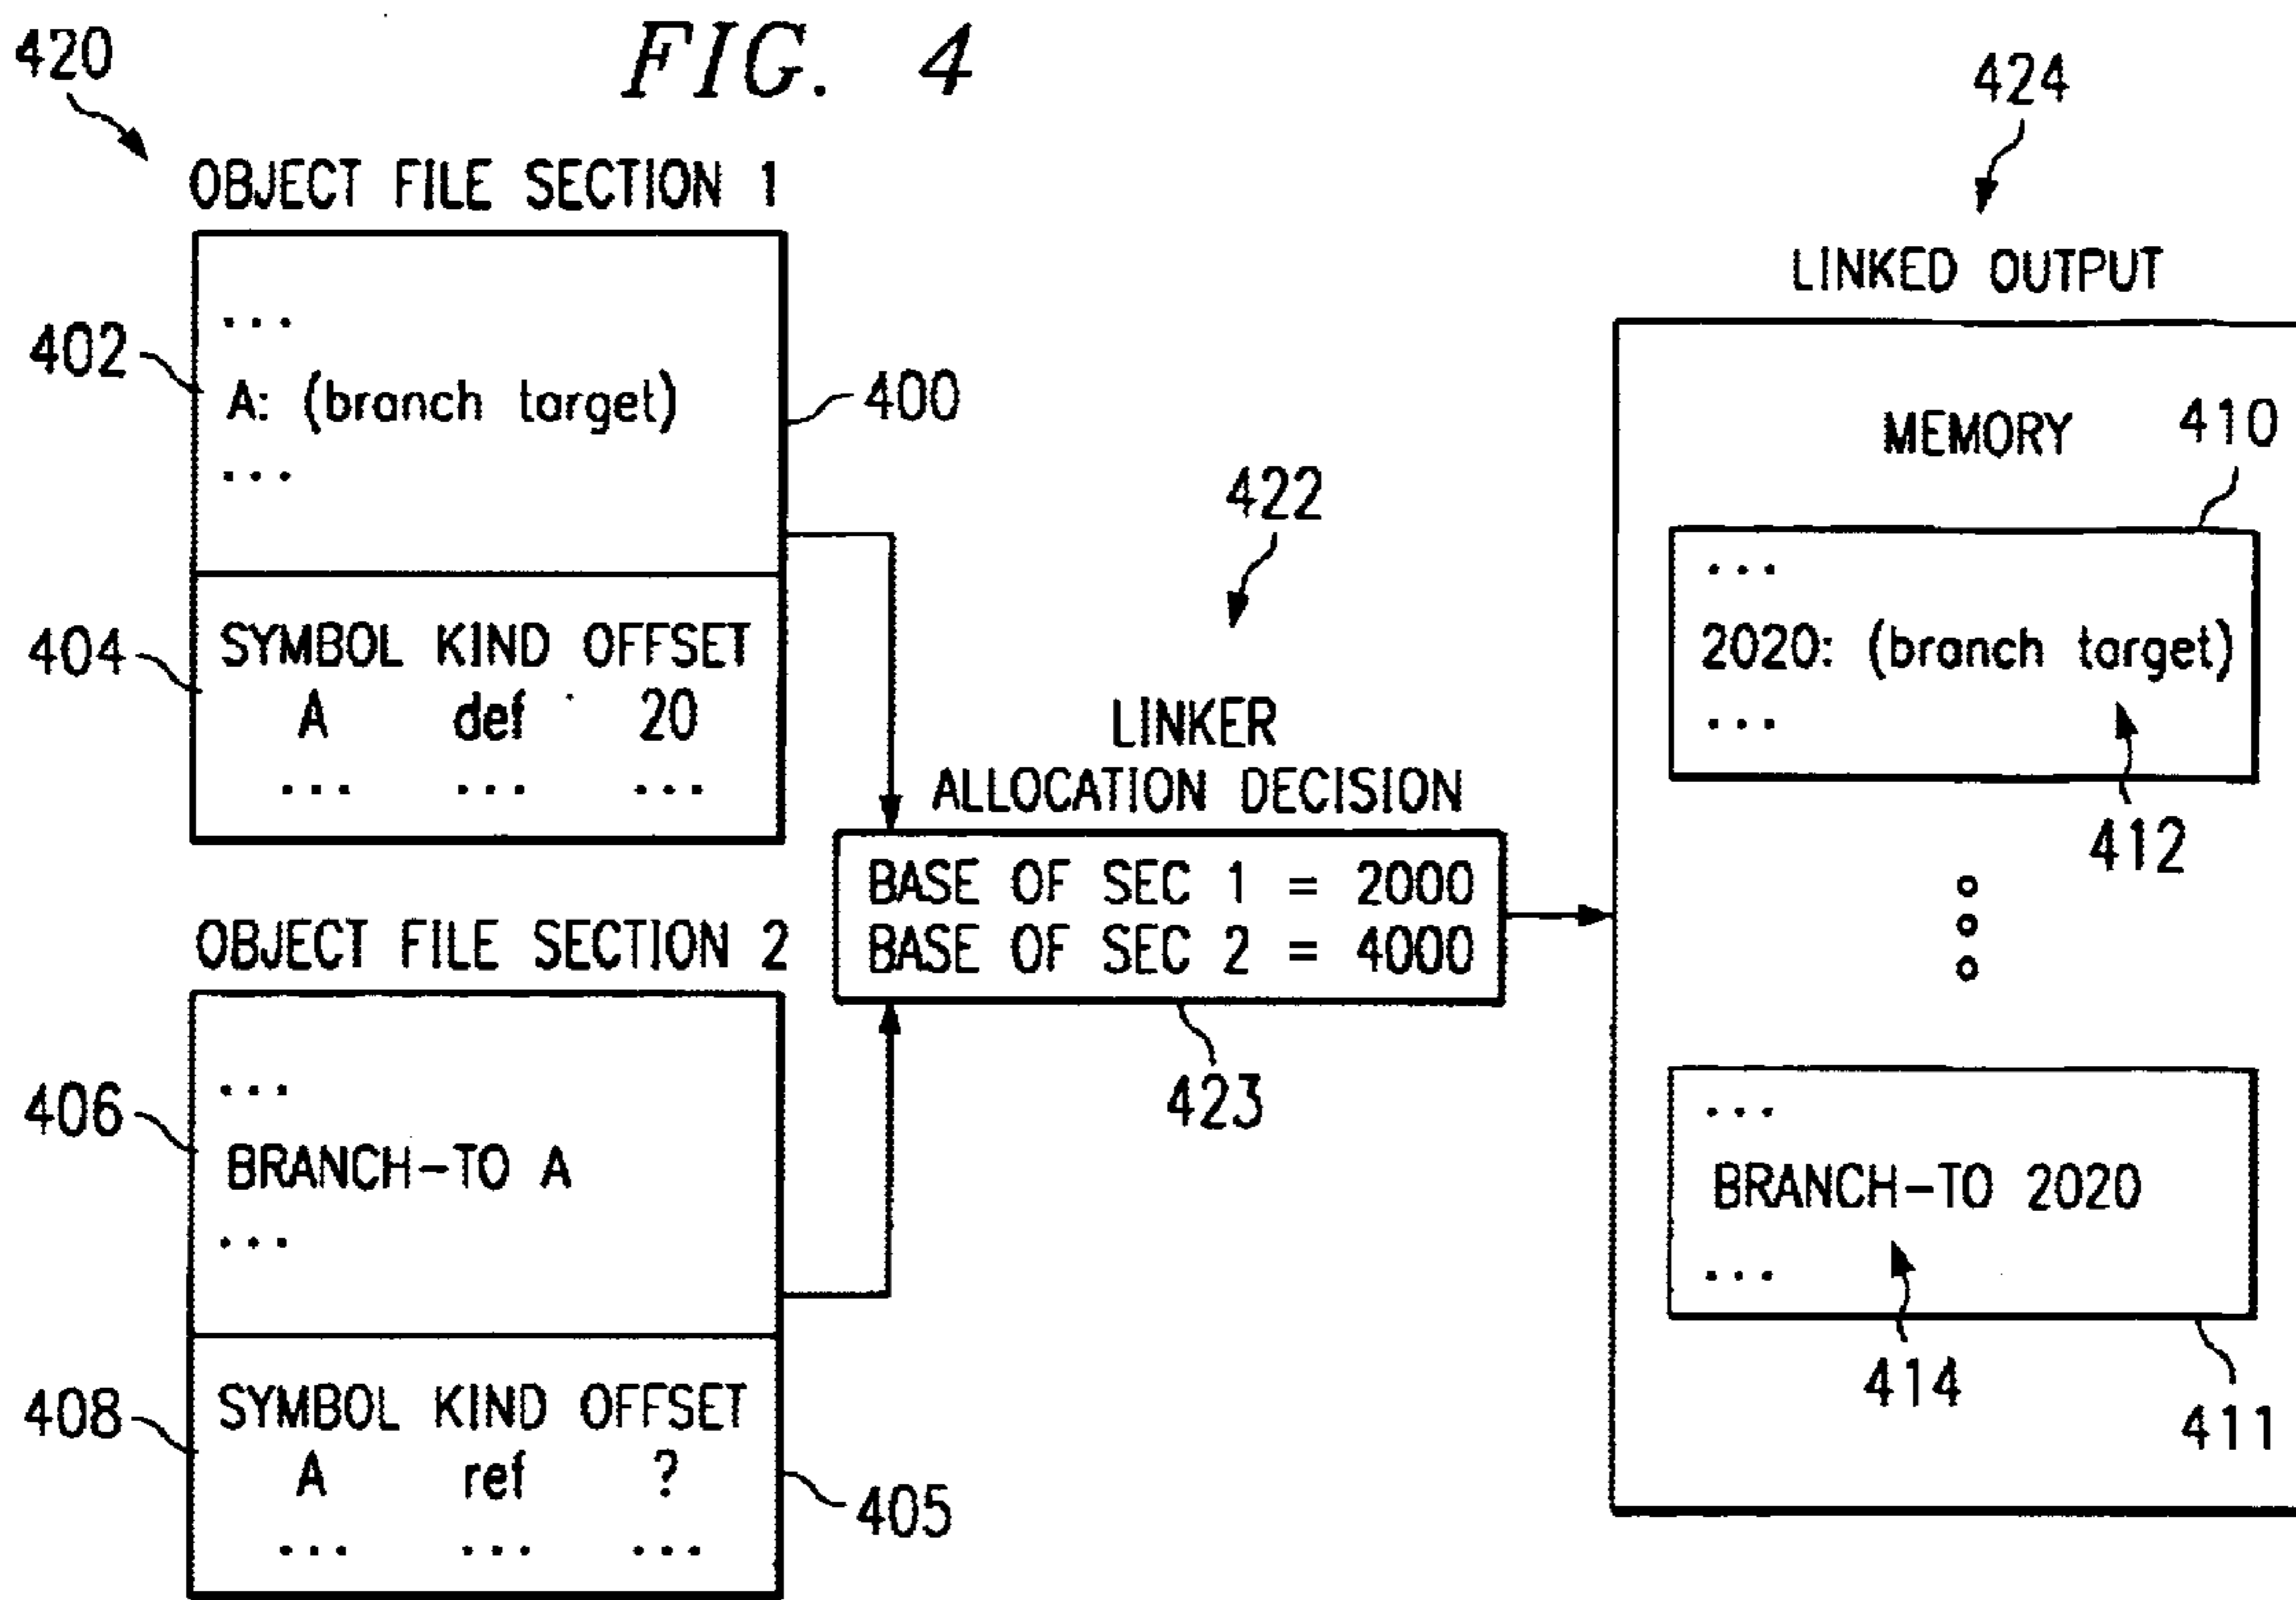 FIG. 4
420
OBJECT FILE SECTION 1
...
402
A: (branch target)
400
...
404
SYMBOL KIND OFFSET
A def 20
... ... ...
OBJECT FILE SECTION 2
...
406
BRANCH-TO A
...
408
SYMBOL KIND OFFSET
A ref ?
405
... ... ...
422
LINKER
ALLOCATION DECISION
BASE OF SEC 1 = 2000
BASE OF SEC 2 = 4000
423
424
LINKED OUTPUT
MEMORY
410
...
2020: (branch target)
...
412
...
BRANCH-TO 2020
...
414
411